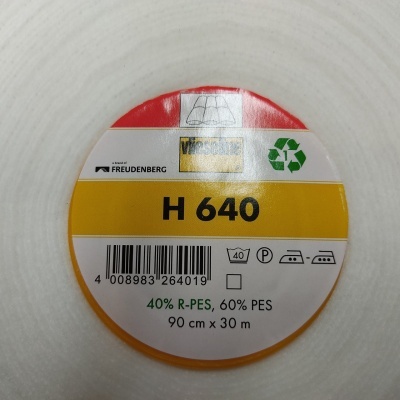 Vlieseline
a brand of
FREUDENBERG
1
H 640
40
P
4 008983 264019
40% R-PES, 60% PES
90 cm x 30 m